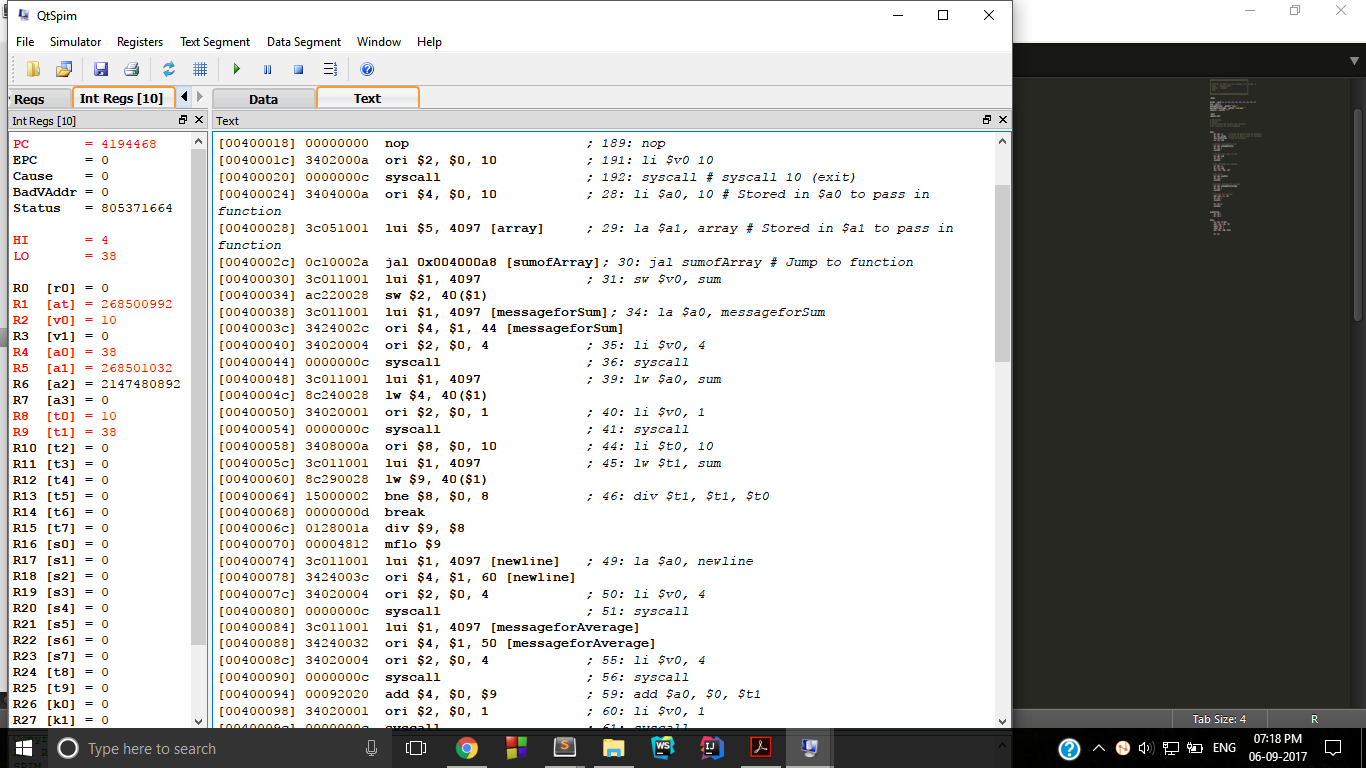 QtSpim
File Simulator Registers Text Segment Data Segment Window Help
Regs Int Regs [10] Data Text
Int Regs [10]
PC = 4194468
EPC = 0
Cause = 0
BadVAddr = 0
Status = 805371664
HI = 4
LO = 38
R0 [r0] = 0
R1 [at] = 268500992
R2 [v0] = 10
R3 [v1] = 0
R4 [a0] = 38
R5 [a1] = 268501032
R6 [a2] = 2147480892
R7 [a3] = 0
R8 [t0] = 10
R9 [t1] = 38
R10 [t2] = 0
R11 [t3] = 0
R12 [t4] = 0
R13 [t5] = 0
R14 [t6] = 0
R15 [t7] = 0
R16 [s0] = 0
R17 [s1] = 0
R18 [s2] = 0
R19 [s3] = 0
R20 [s4] = 0
R21 [s5] = 0
R22 [s6] = 0
R23 [s7] = 0
R24 [t8] = 0
R25 [t9] = 0
R26 [k0] = 0
R27 [k1] = 0
Text
[00400018] 00000000 nop ; 189: nop
[0040001c] 3402000a ori $2, $0, 10 ; 191: li $v0 10
[00400020] 0000000c syscall ; 192: syscall # syscall 10 (exit)
[00400024] 3404000a ori $4, $0, 10 ; 28: li $a0, 10 # Stored in $a0 to pass in
function
[00400028] 3c051001 lui $5, 4097 [array] ; 29: la $a1, array # Stored in $a1 to pass in
function
[0040002c] 0c10002a jal 0x004000a8 [sumofArray]; 30: jal sumofArray # Jump to function
[00400030] 3c011001 lui $1, 4097 ; 31: sw $v0, sum
[00400034] ac220028 sw $2, 40($1)
[00400038] 3c011001 lui $1, 4097 [messageforSum]; 34: la $a0, messageforSum
[0040003c] 3424002c ori $4, $1, 44 [messageforSum]
[00400040] 34020004 ori $2, $0, 4 ; 35: li $v0, 4
[00400044] 0000000c syscall ; 36: syscall
[00400048] 3c011001 lui $1, 4097 ; 39: lw $a0, sum
[0040004c] 8c240028 lw $4, 40($1)
[00400050] 34020001 ori $2, $0, 1 ; 40: li $v0, 1
[00400054] 0000000c syscall ; 41: syscall
[00400058] 3408000a ori $8, $0, 10 ; 44: li $t0, 10
[0040005c] 3c011001 lui $1, 4097 ; 45: lw $t1, sum
[00400060] 8c290028 lw $9, 40($1)
[00400064] 15000002 bne $8, $0, 8 ; 46: div $t1, $t1, $t0
[00400068] 0000000d break
[0040006c] 0128001a div $9, $8
[00400070] 00004812 mflo $9
[00400074] 3c011001 lui $1, 4097 [newline] ; 49: la $a0, newline
[00400078] 3424003c ori $4, $1, 60 [newline]
[0040007c] 34020004 ori $2, $0, 4 ; 50: li $v0, 4
[00400080] 0000000c syscall ; 51: syscall
[00400084] 3c011001 lui $1, 4097 [messageforAverage]
[00400088] 34240032 ori $4, $1, 50 [messageforAverage]
[0040008c] 34020004 ori $2, $0, 4 ; 55: li $v0, 4
[00400090] 0000000c syscall ; 56: syscall
[00400094] 00092020 add $4, $0, $9 ; 59: add $a0, $0, $t1
[00400098] 34020001 ori $2, $0, 1 ; 60: li $v0, 1
[0040009c] 0000000c syscall ; 61: syscall
Tab Size: 4 R
Type here to search
ENG
07:18 PM
06-09-2017